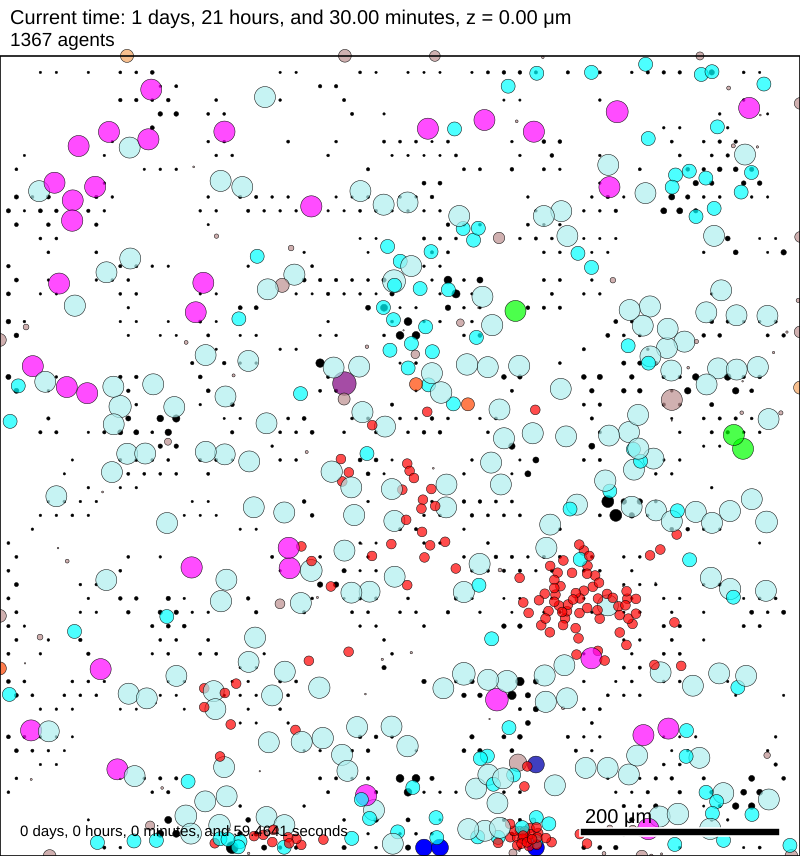 Current time: 1 days, 21 hours, and 30.00 minutes, z = 0.00 μm
1367 agents
200 μm
0 days, 0 hours, 0 minutes, and 59.4641 seconds